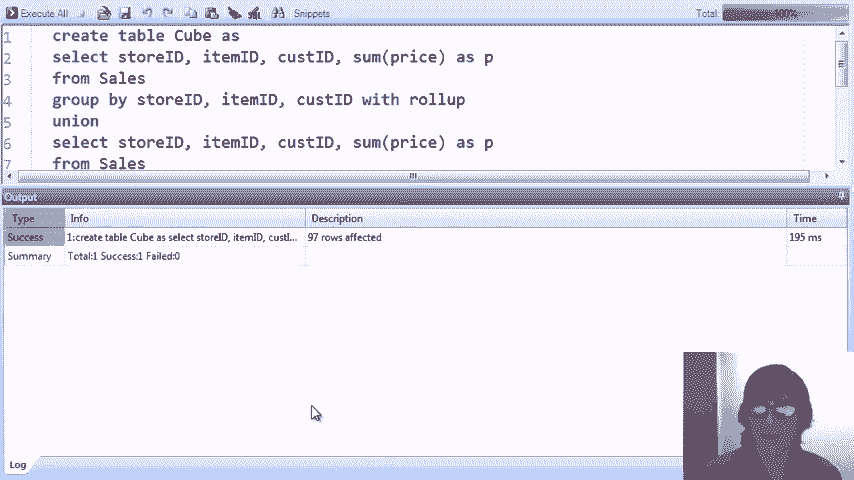 Execute All Snippets Total: 100%
1 create table Cube as
2 select storeID, itemID, custID, sum(price) as p
3 from Sales
4 group by storeID, itemID, custID with rollup
5 union
6 select storeID, itemID, custID, sum(price) as p
7 from Sales
Output
Type Info Description Time
Success 1:create table Cube as select storeID, itemID, custI... 97 rows affected 195 ms
Summary Total:1 Success:1 Failed:0
Log